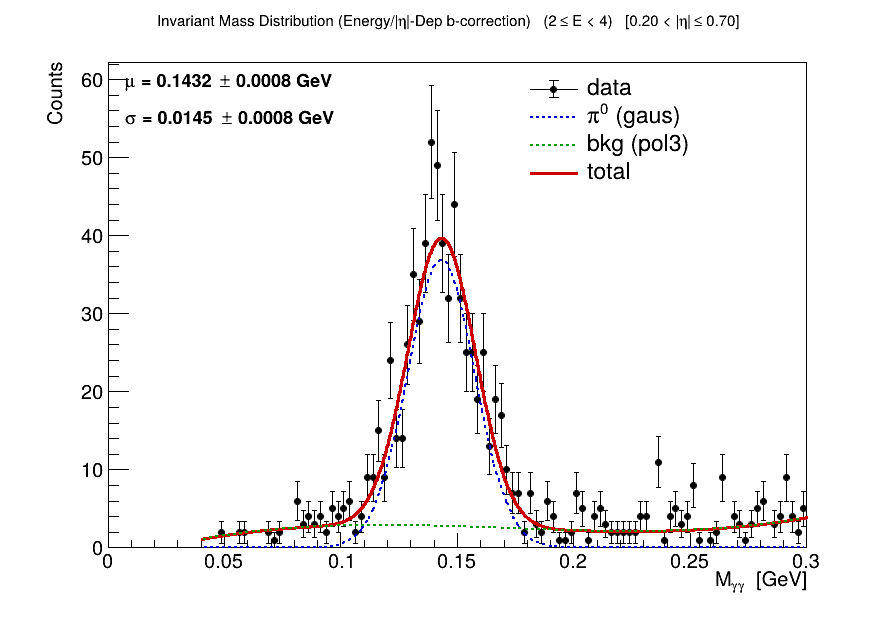 Invariant Mass Distribution (Energy/|η|-Dep b-correction)   (2 ≤ E < 4)   [0.20 < |η| ≤ 0.70]
Counts
μ = 0.1432 ± 0.0008 GeV
σ = 0.0145 ± 0.0008 GeV
data
π⁰ (gaus)
bkg (pol3)
total
60
50
40
30
20
10
0
0 0.05 0.1 0.15 0.2 0.25 0.3
Mγγ [GeV]